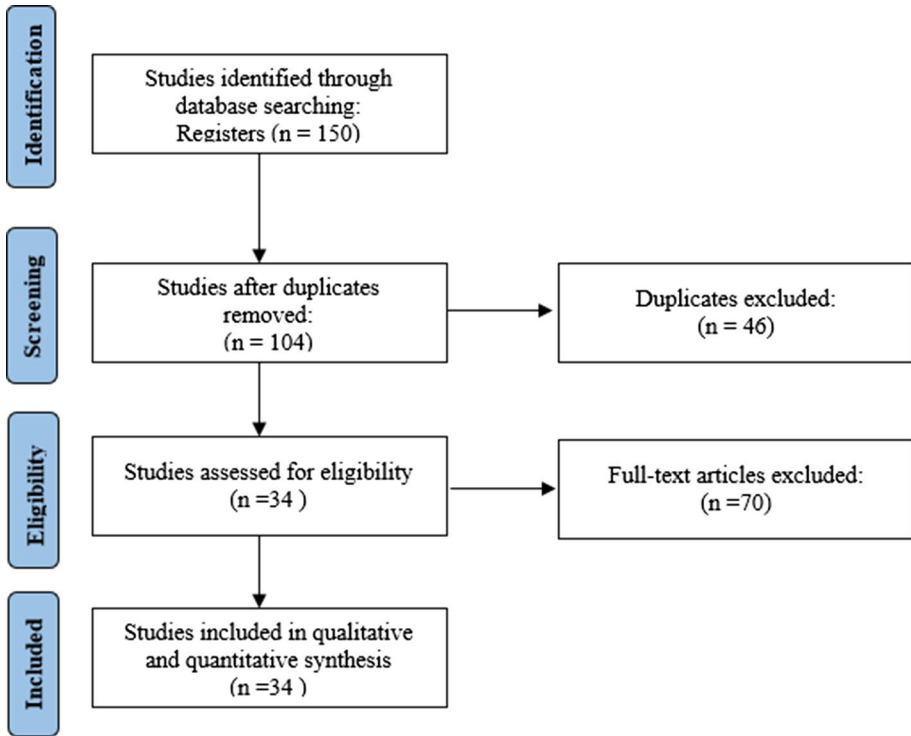 Identification
Studies identified through
database searching:
Registers (n = 150)
Screening
Studies after duplicates
removed:
(n = 104)
Duplicates excluded:
(n = 46)
Eligibility
Studies assessed for eligibility
(n =34 )
Full-text articles excluded:
(n =70)
Included
Studies included in qualitative
and quantitative synthesis
(n =34 )